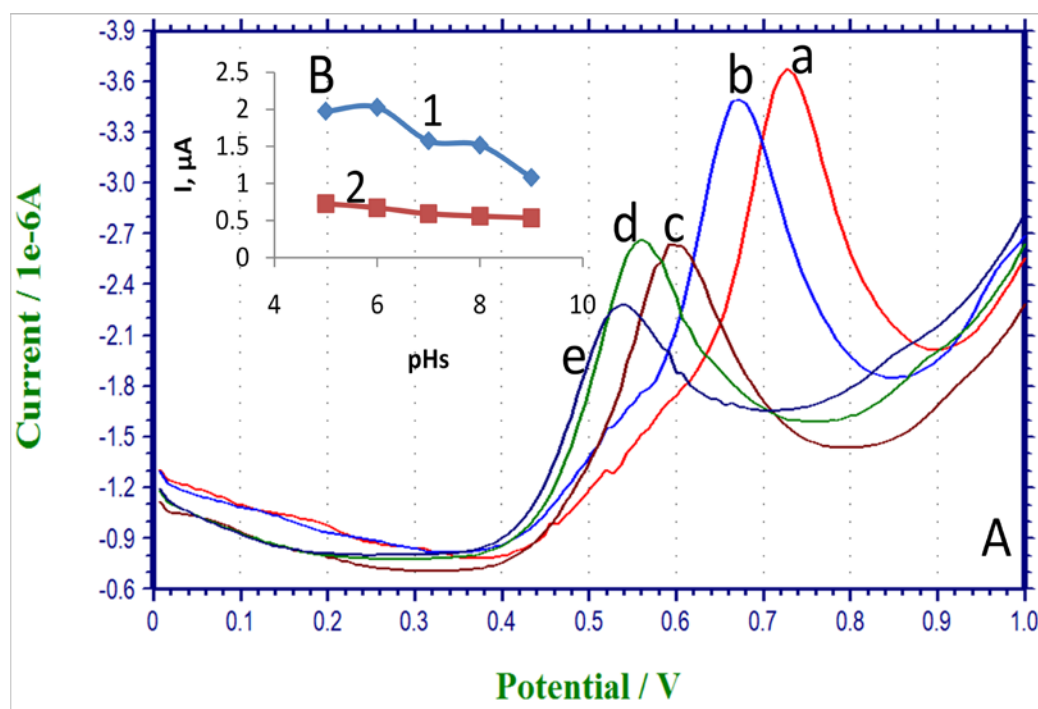 -3.9
-3.6
-3.3
-3.0
-2.7
-2.4
-2.1
-1.8
-1.5
-1.2
-0.9
-0.6
Current / 1e-6A
0 0.1 0.2 0.3 0.4 0.5 0.6 0.7 0.8 0.9 1.0
Potential / V
A
a
b
c
d
e
B
2.5
2
1.5
1
0.5
0
I, µA
1
2
4 6 8 10
pHs